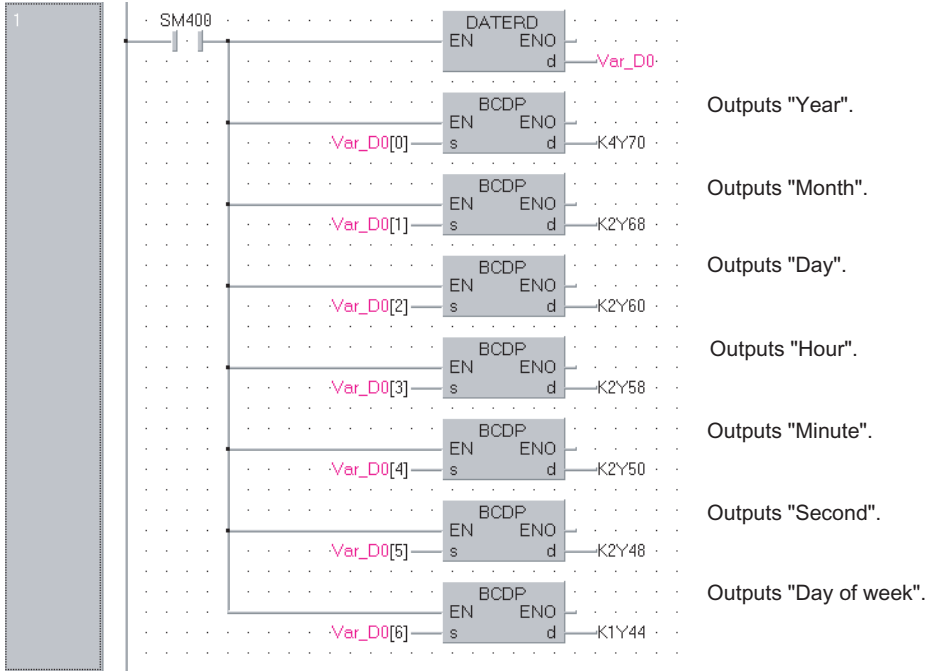 1
SM400
DATERD
EN ENO
d Var_D0
BCDP
EN ENO
Var_D0[0] s d K4Y70
Outputs "Year".
BCDP
EN ENO
Var_D0[1] s d K2Y68
Outputs "Month".
BCDP
EN ENO
Var_D0[2] s d K2Y60
Outputs "Day".
BCDP
EN ENO
Var_D0[3] s d K2Y58
Outputs "Hour".
BCDP
EN ENO
Var_D0[4] s d K2Y50
Outputs "Minute".
BCDP
EN ENO
Var_D0[5] s d K2Y48
Outputs "Second".
BCDP
EN ENO
Var_D0[6] s d K1Y44
Outputs "Day of week".